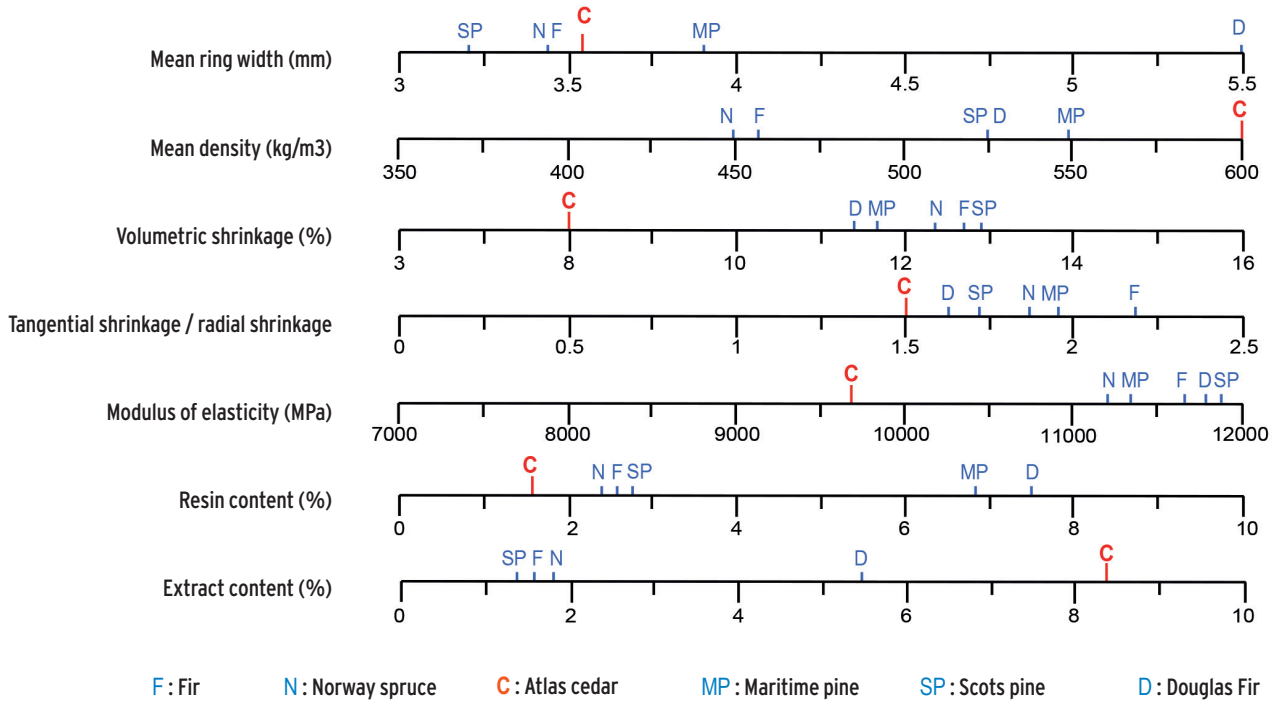 SP N F C MP D
Mean ring width (mm)
3 3.5 4 4.5 5 5.5
N F SP D MP C
Mean density (kg/m3)
350 400 450 500 550 600
C D MP N F SP
Volumetric shrinkage (%)
3 8 10 12 14 16
C D SP N MP F
Tangential shrinkage / radial shrinkage
0 0.5 1 1.5 2 2.5
C N MP F D SP
Modulus of elasticity (MPa)
7000 8000 9000 10000 11000 12000
C N F SP MP D
Resin content (%)
0 2 4 6 8 10
SP F N D C
Extract content (%)
0 2 4 6 8 10
F : Fir N : Norway spruce C : Atlas cedar MP : Maritime pine SP : Scots pine D : Douglas Fir